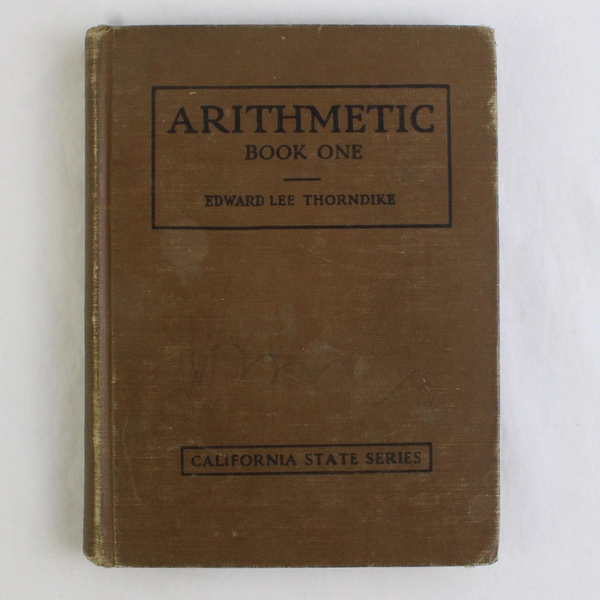 ARITHMETIC
BOOK ONE
EDWARD LEE THORNDIKE
CALIFORNIA STATE SERIES